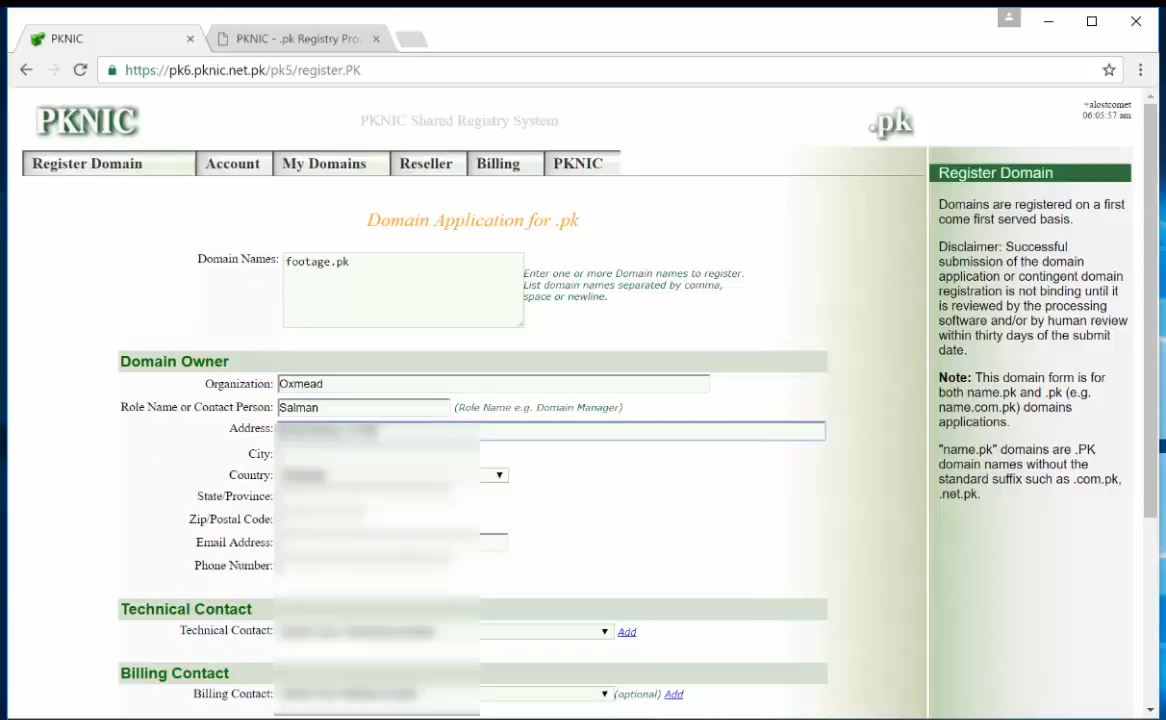 PKNIC
PKNIC - .pk Registry Pro
https://pk6.pknic.net.pk/pk5/register.PK
PKNIC
PKNIC Shared Registry System
.pk
+alostcomet
06:05:57 am
Register Domain
Account
My Domains
Reseller
Billing
PKNIC
Domain Application for .pk
Domain Names:
footage.pk
Enter one or more Domain names to register.
List domain names separated by comma,
space or newline.
Domain Owner
Organization:
Oxmead
Role Name or Contact Person:
Salman
(Role Name e.g. Domain Manager)
Address:
City:
Country:
State/Province:
Zip/Postal Code:
Email Address:
Phone Number:
Technical Contact
Technical Contact:
Add
Billing Contact
Billing Contact:
(optional) Add
Register Domain
Domains are registered on a first
come first served basis.
Disclaimer: Successful
submission of the domain
application or contingent domain
registration is not binding until it
is reviewed by the processing
software and/or by human review
within thirty days of the submit
date.
Note: This domain form is for
both name.pk and .pk (e.g.
name.com.pk) domains
applications.
"name.pk" domains are .PK
domain names without the
standard suffix such as .com.pk,
.net.pk.